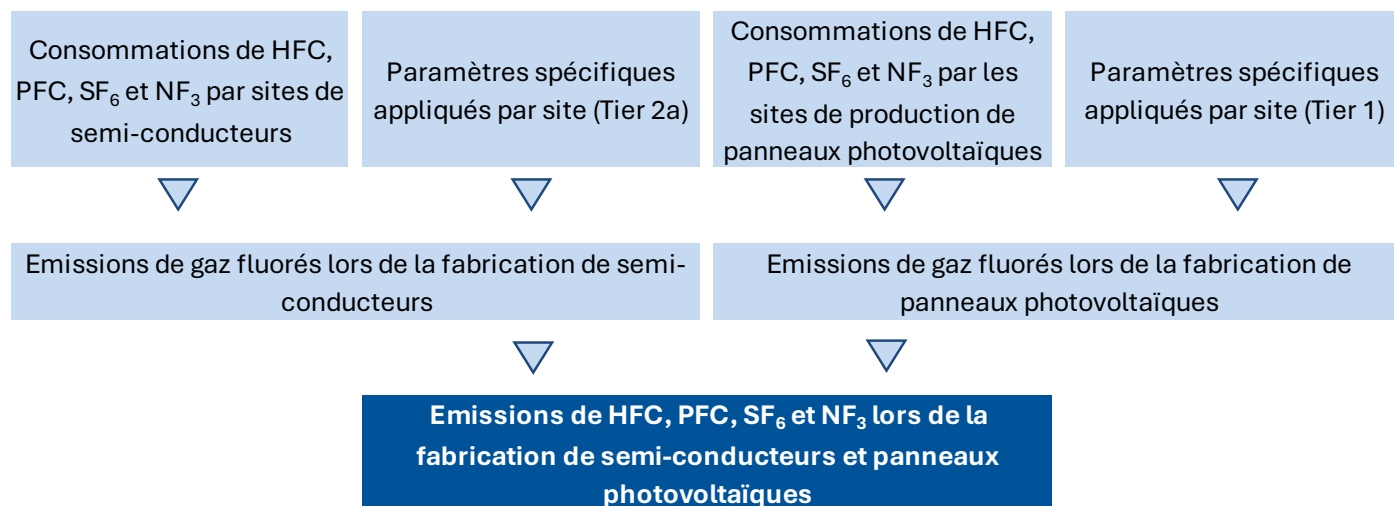 Consommations de HFC,
PFC, SF₆ et NF₃ par sites de
semi-conducteurs
Paramètres spécifiques
appliqués par site (Tier 2a)
Consommations de HFC,
PFC, SF₆ et NF₃ par les
sites de production de
panneaux photovoltaïques
Paramètres spécifiques
appliqués par site (Tier 1)
Emissions de gaz fluorés lors de la fabrication de semi-
conducteurs
Emissions de gaz fluorés lors de la fabrication de
panneaux photovoltaïques
Emissions de HFC, PFC, SF₆ et NF₃ lors de la
fabrication de semi-conducteurs et panneaux
photovoltaïques